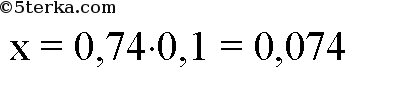 ©5terka.com
x = 0,74·0,1 = 0,074